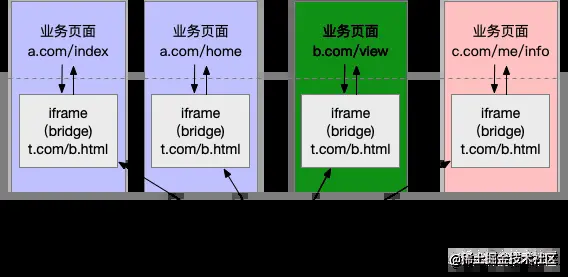 业务页面
a.com/index
业务页面
a.com/home
业务页面
b.com/view
业务页面
c.com/me/info
iframe
(bridge)
t.com/b.html
iframe
(bridge)
t.com/b.html
iframe
(bridge)
t.com/b.html
iframe
(bridge)
t.com/b.html
@稀土掘金技术社区